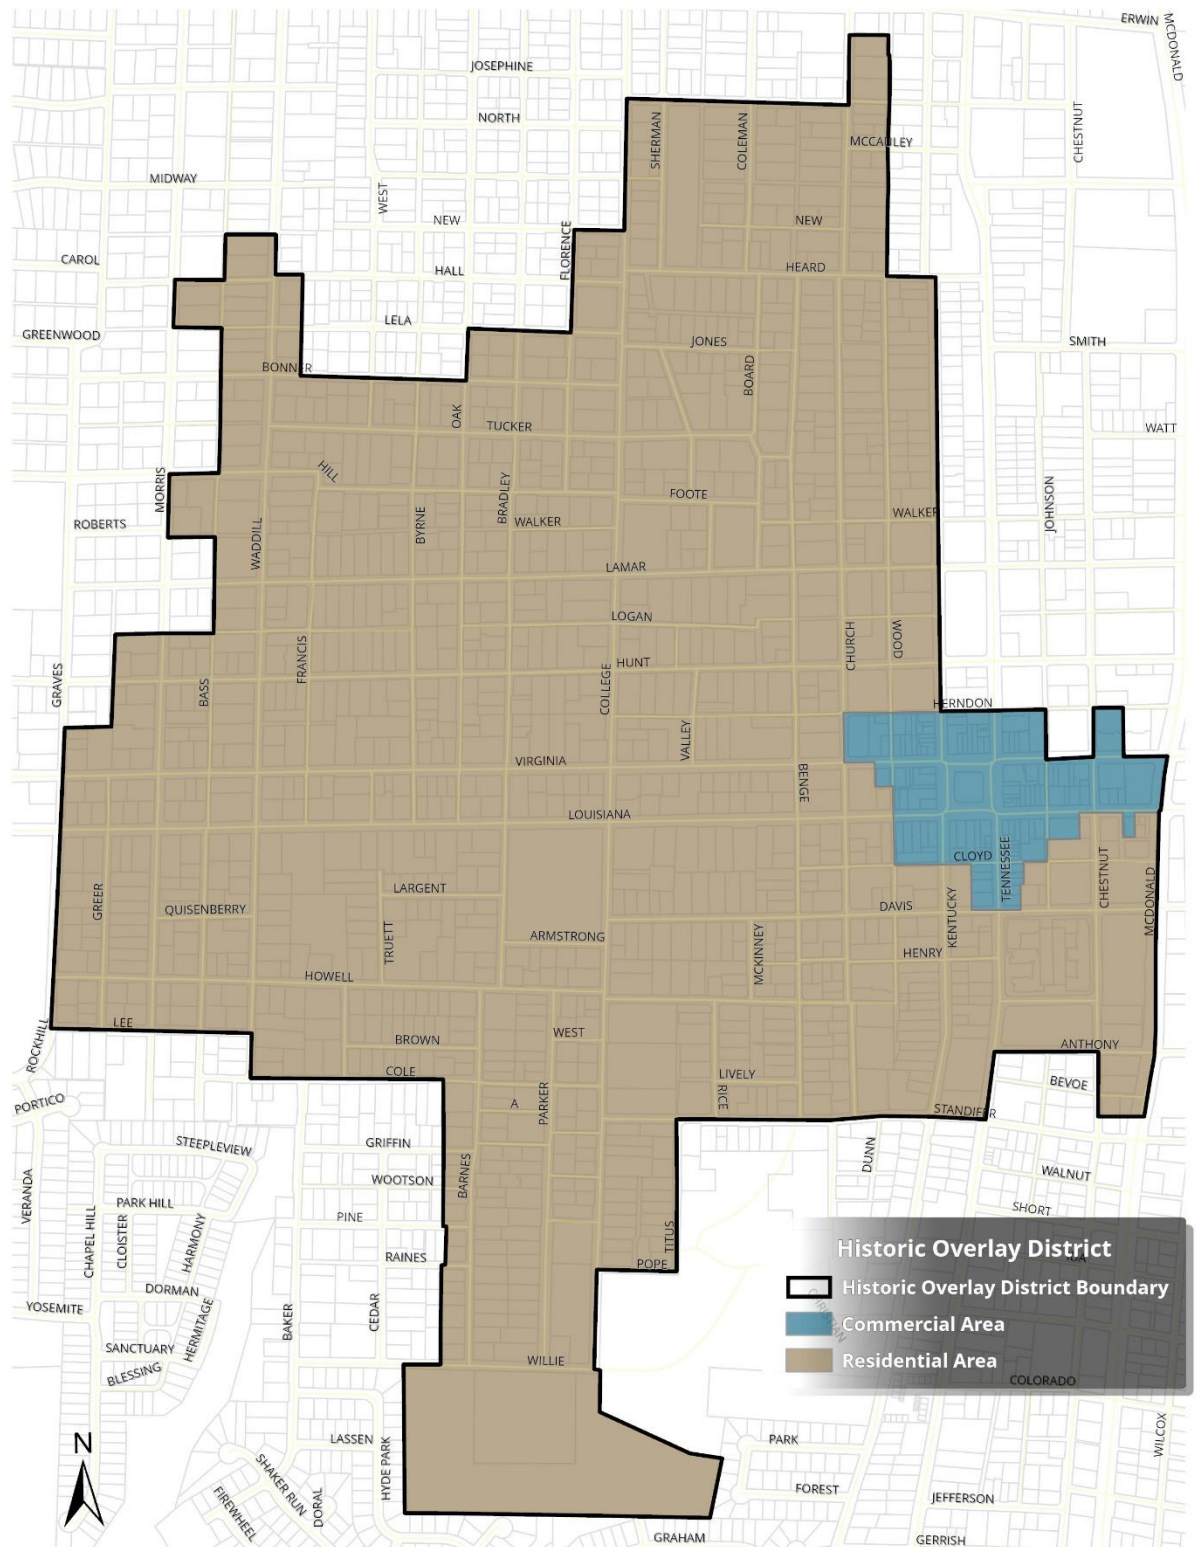 ERWIN
MCDONALD
JOSEPHINE
NORTH
SHERMAN
COLEMAN
CHESTNUT
MCCAULEY
MIDWAY
WEST
NEW
NEW
FLORENCE
CAROL
HALL
HEARD
LELA
GREENWOOD
JONES
SMITH
BONNER
BOARD
OAK
TUCKER
WATT
HILL
MORRIS
BRADLEY
FOOTE
JOHNSON
ROBERTS
WADDILL
BYRNE
WALKER
WALKER
LAMAR
LOGAN
CHURCH
WOOD
FRANCIS
HUNT
GRAVES
BASS
COLLEGE
HERNDON
VALLEY
VIRGINIA
BENGE
LOUISIANA
CLOYD
TENNESSEE
CHESTNUT
GREER
LARGENT
MCDONALD
QUISENBERRY
DAVIS
KENTUCKY
TRUETT
ARMSTRONG
MCKINNEY
HENRY
HOWELL
LEE
WEST
ROCKHILL
BROWN
ANTHONY
COLE
LIVELY
BEVOE
PORTICO
A
PARKER
RICE
STANDIFER
STEEPLEVIEW
GRIFFIN
DUNN
BARNES
WALNUT
VERANDA
WOOTSON
PARK HILL
SHORT
CHAPEL HILL
CLOISTER
HARMONY
PINE
TITUS
RAINES
POPE
Historic Overlay District
IDA
Historic Overlay District Boundary
DORMAN
YOSEMITE
HERMITAGE
BAKER
CEDAR
CHRISTIAN
Commercial Area
SANCTUARY
WILLIE
Residential Area
BLESSING
COLORADO
N
LASSEN
HYDE PARK
PARK
WILCOX
SHAKER RUN
DORAL
FIREWHEEL
FOREST
JEFFERSON
GRAHAM
GERRISH